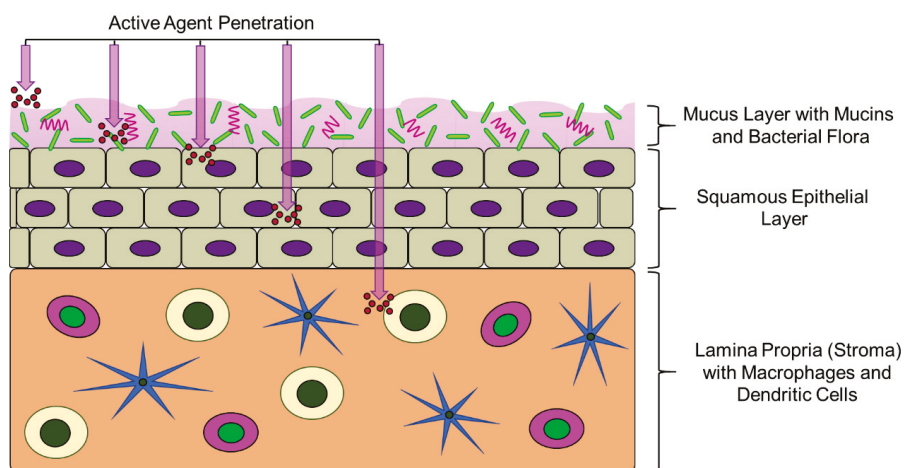 Active Agent Penetration
Mucus Layer with Mucins
and Bacterial Flora
Squamous Epithelial
Layer
Lamina Propria (Stroma)
with Macrophages and
Dendritic Cells